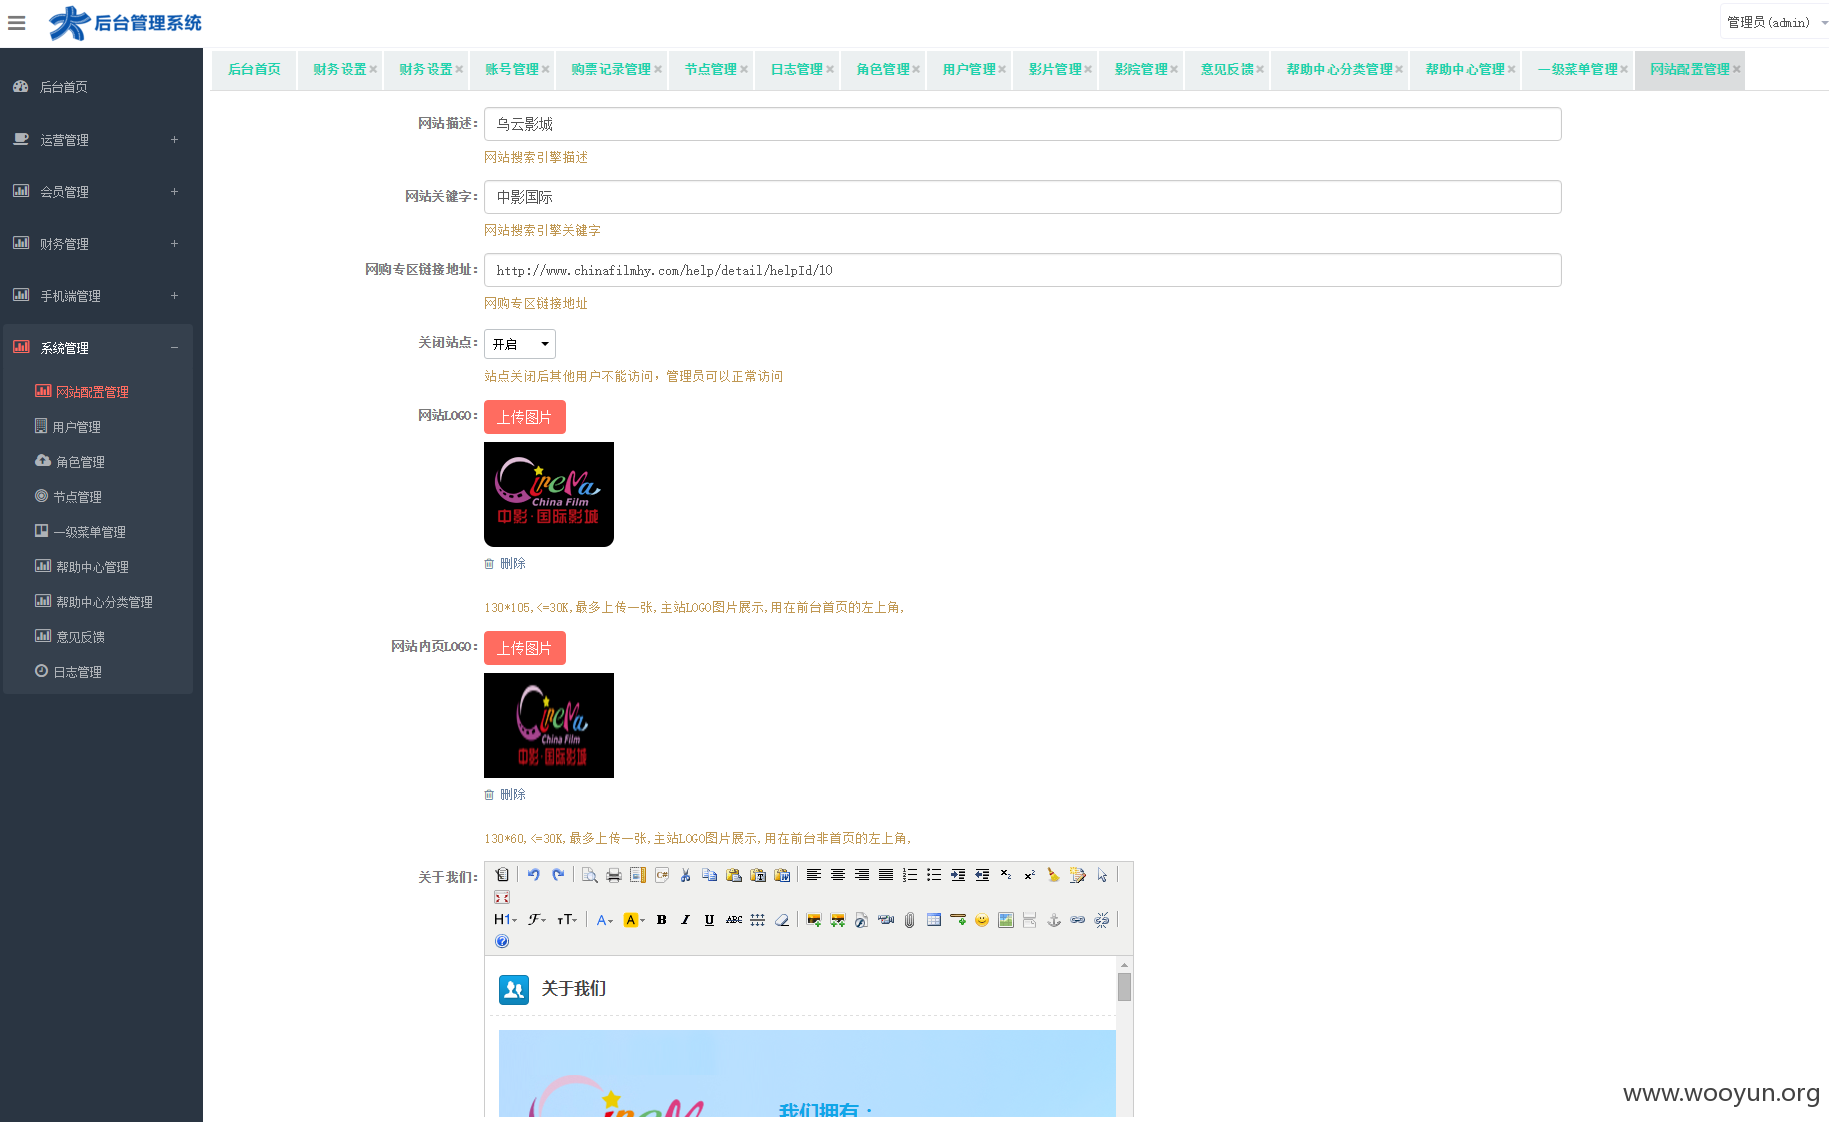 后台管理系统
管理员(admin)
后台首页 财务设置 财务设置 账号管理 购票记录管理 节点管理 日志管理 角色管理 用户管理 影片管理 影院管理 意见反馈 帮助中心分类管理 帮助中心管理 一级菜单管理 网站配置管理
后台首页
运营管理 +
会员管理 +
财务管理 +
手机端管理 +
系统管理 −
网站配置管理
用户管理
角色管理
节点管理
一级菜单管理
帮助中心管理
帮助中心分类管理
意见反馈
日志管理
网站描述: 乌云影城
网站搜索引擎描述
网站关键字: 中影国际
网站搜索引擎关键字
网购专区链接地址: http://www.chinafilmhy.com/help/detail/helpId/10
网购专区链接地址
关闭站点: 开启
站点关闭后其他用户不能访问，管理员可以正常访问
网站LOGO: 上传图片
CineMa
China Film
中影·国际影城
删除
130*105,<=30K,最多上传一张,主站LOGO图片展示,用在前台首页的左上角,
网站内页LOGO: 上传图片
CineMa
China Film
中影·国际影城
删除
130*60,<=30K,最多上传一张,主站LOGO图片展示,用在前台非首页的左上角,
关于我们:
H1 F TT A A B I U ABC
关于我们
CineMa
我们拥有：
www.wooyun.org